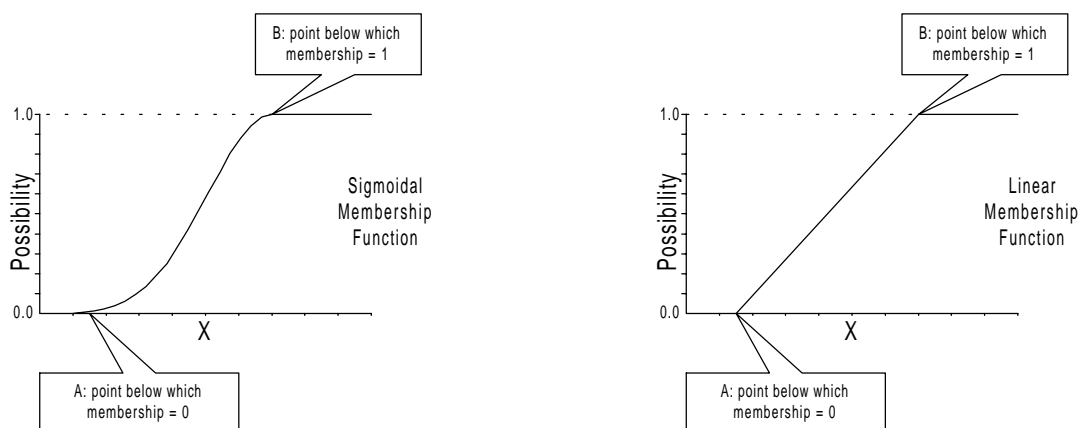 B: point below which
membership = 1
1.0
Possibility
0.0
X
Sigmoidal
Membership
Function
A: point below which
membership = 0
B: point below which
membership = 1
1.0
Possibility
0.0
X
Linear
Membership
Function
A: point below which
membership = 0